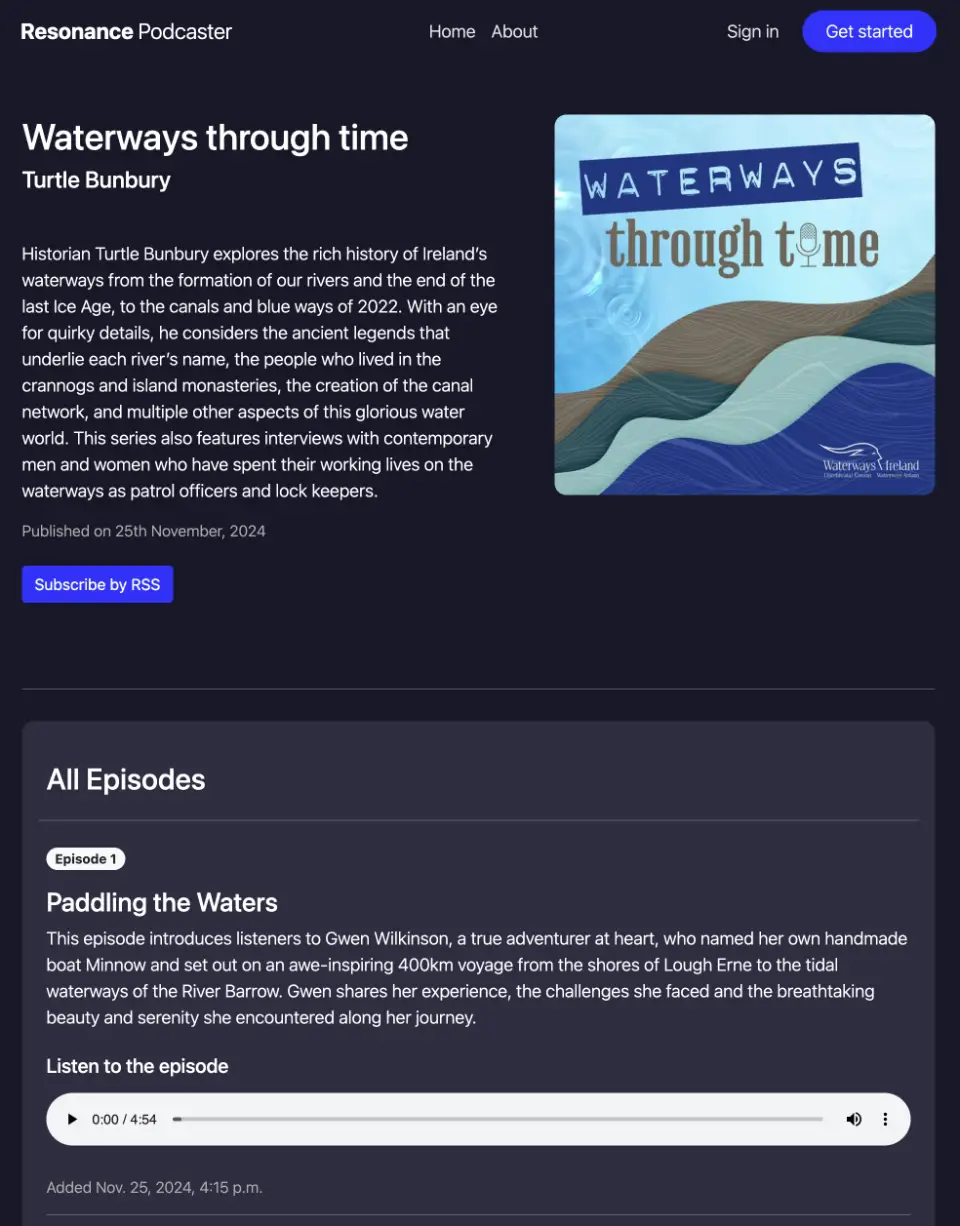 Resonance Podcaster
Home About
Sign in
Get started
Waterways through time
Turtle Bunbury
Historian Turtle Bunbury explores the rich history of Ireland’s
waterways from the formation of our rivers and the end of the
last Ice Age, to the canals and blue ways of 2022. With an eye
for quirky details, he considers the ancient legends that
underlie each river’s name, the people who lived in the
crannogs and island monasteries, the creation of the canal
network, and multiple other aspects of this glorious water
world. This series also features interviews with contemporary
men and women who have spent their working lives on the
waterways as patrol officers and lock keepers.
Published on 25th November, 2024
Subscribe by RSS
WATERWAYS
through time
Waterways Ireland
All Episodes
Episode 1
Paddling the Waters
This episode introduces listeners to Gwen Wilkinson, a true adventurer at heart, who named her own handmade
boat Minnow and set out on an awe-inspiring 400km voyage from the shores of Lough Erne to the tidal
waterways of the River Barrow. Gwen shares her experience, the challenges she faced and the breathtaking
beauty and serenity she encountered along her journey.
Listen to the episode
0:00 / 4:54
Added Nov. 25, 2024, 4:15 p.m.